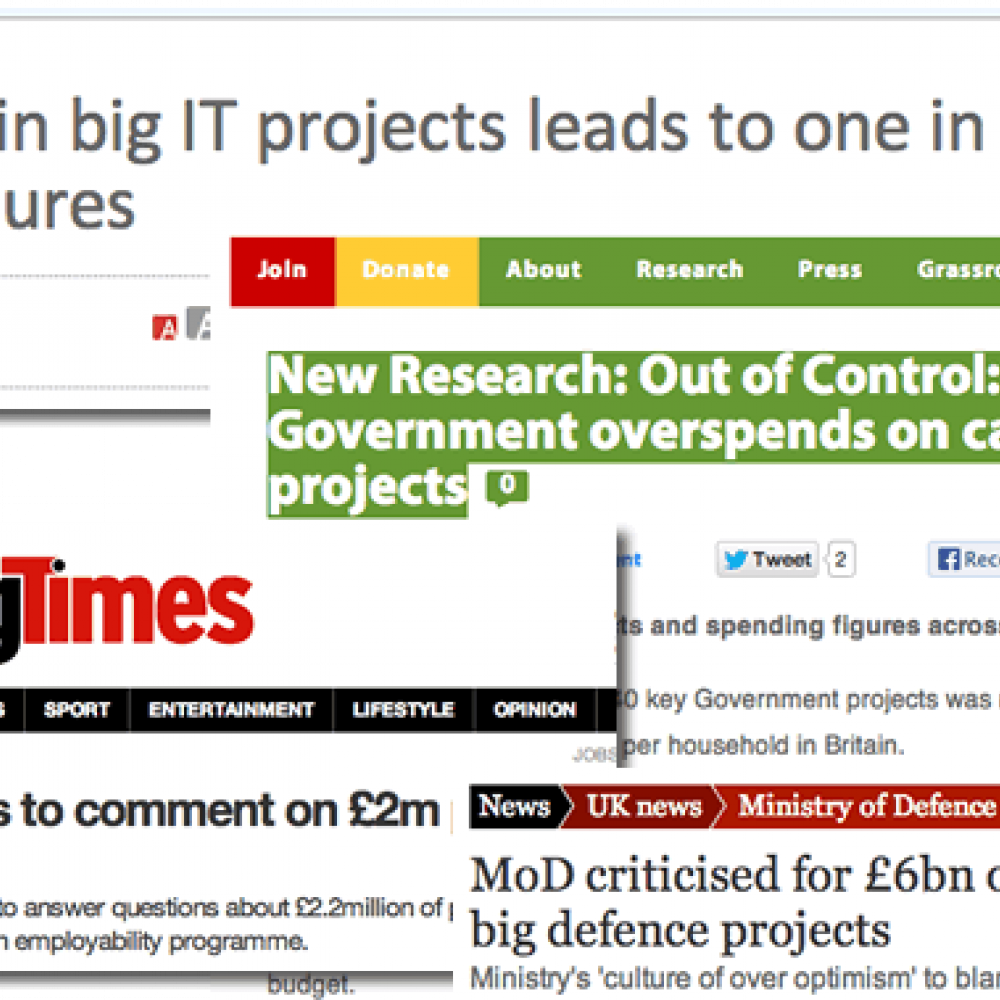 in big IT projects leads to one in
ures
A A
Join Donate About Research Press Grassro
New Research: Out of Control:
Government overspends on ca
projects 0
nt Tweet 2 Reco
gTimes
ts and spending figures across
0 key Government projects was
per household in Britain.
S SPORT ENTERTAINMENT LIFESTYLE OPINION
JOBS
s to comment on £2m
to answer questions about £2.2million of p
n employability programme.
News UK news Ministry of Defence
MoD criticised for £6bn o
big defence projects
Ministry's 'culture of over optimism' to blam
budget.